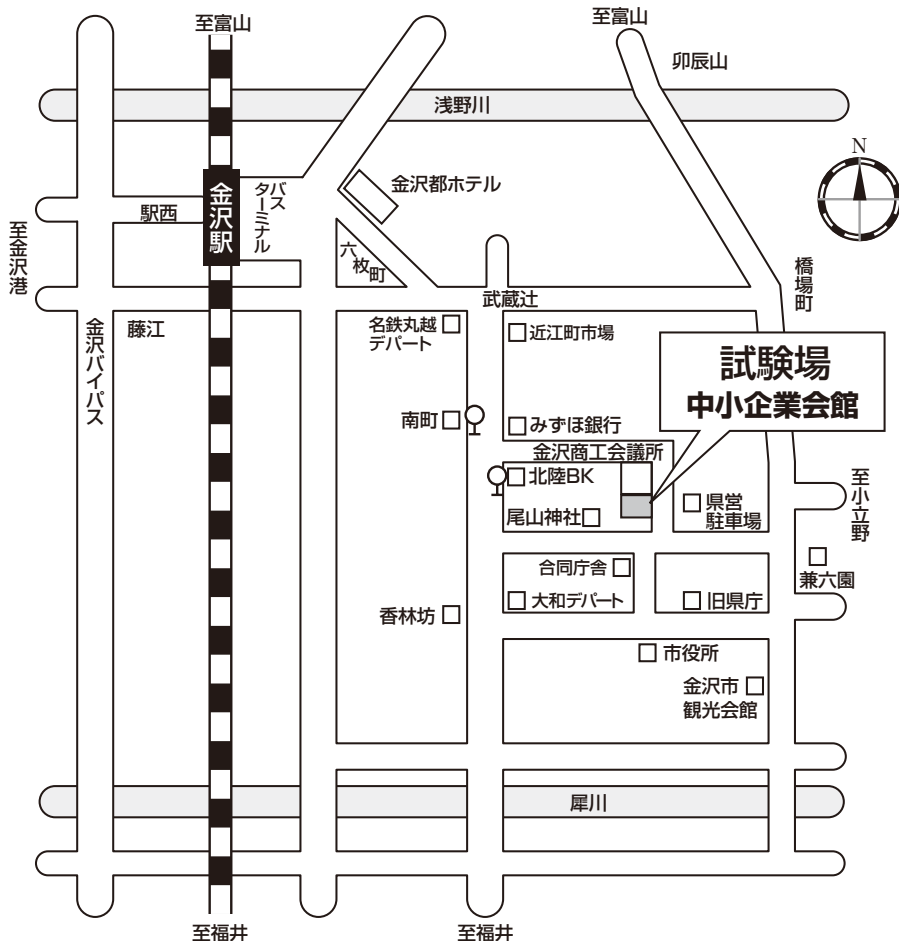 至富山
至富山
卯辰山
浅野川
N
金沢都ホテル
バス
ターミナル
金沢駅
駅西
至金沢港
六枚町
橋場町
武蔵辻
藤江
金沢バイパス
名鉄丸越
デパート
近江町市場
試験場
中小企業会館
南町
みずほ銀行
金沢商工会議所
北陸BK
尾山神社
県営
駐車場
至小立野
兼六園
合同庁舎
大和デパート
旧県庁
香林坊
市役所
金沢市
観光会館
犀川
至福井
至福井